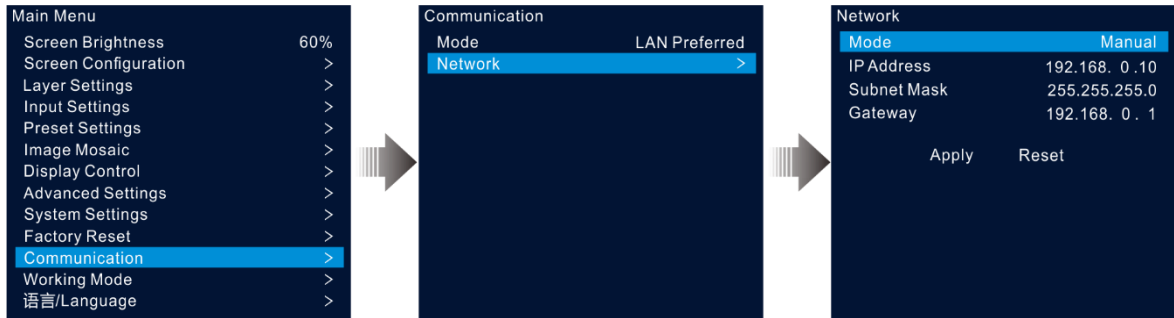 Main Menu
Screen Brightness 60%
Screen Configuration >
Layer Settings >
Input Settings >
Preset Settings >
Image Mosaic >
Display Control >
Advanced Settings >
System Settings >
Factory Reset >
Communication >
Working Mode >
语言/Language >
Communication
Mode LAN Preferred
Network >
Network
Mode Manual
IP Address 192.168. 0 .10
Subnet Mask 255.255.255.0
Gateway 192.168. 0 . 1
Apply Reset